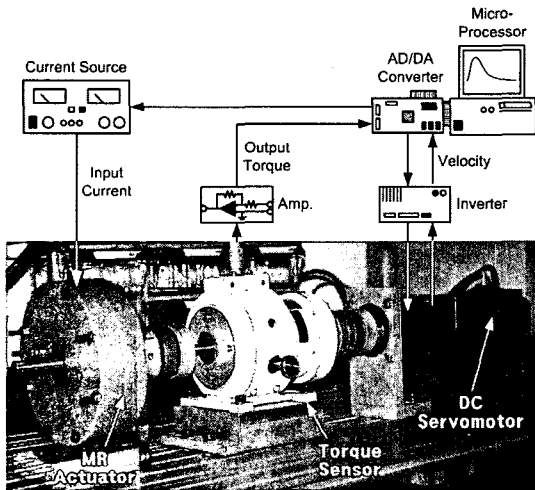 Micro-
Processor
AD/DA
Converter
Current Source
Output
Torque
Input
Current
Amp.
Velocity
Inverter
MR
Actuator
Torque
Sensor
DC
Servomotor